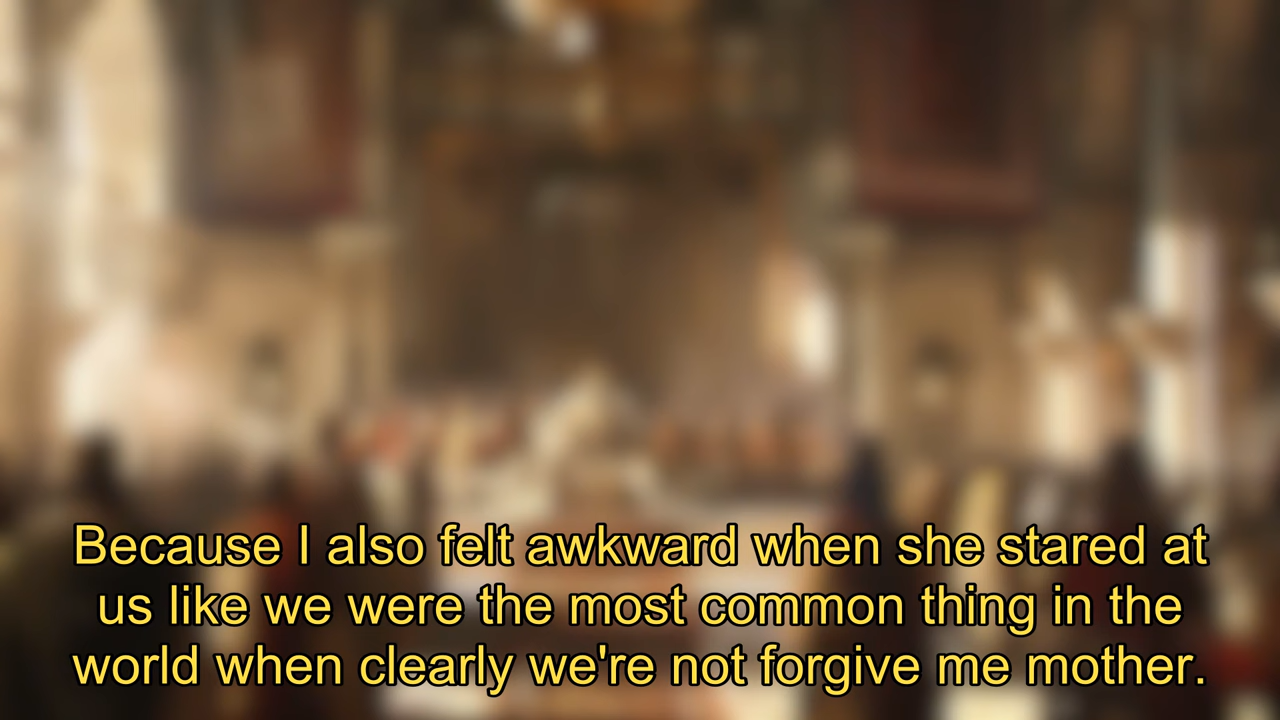 Because I also felt awkward when she stared at
us like we were the most common thing in the
world when clearly we're not forgive me mother.